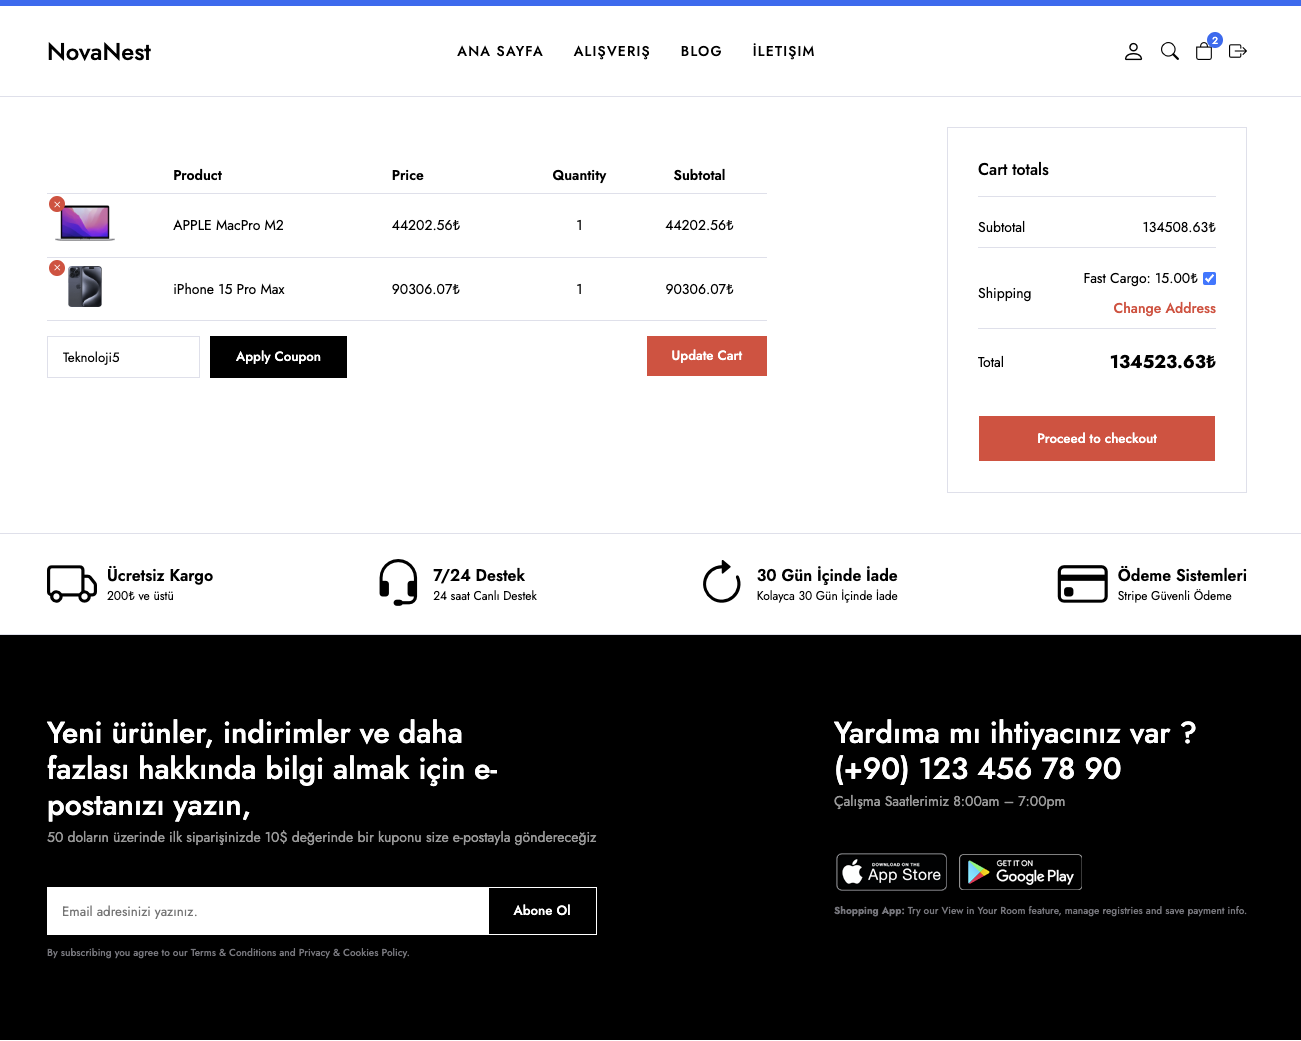 NovaNest
ANA SAYFA ALIŞVERİŞ BLOG İLETİŞİM
2
Product Price Quantity Subtotal
APPLE MacPro M2 44202.56₺ 1 44202.56₺
iPhone 15 Pro Max 90306.07₺ 1 90306.07₺
Teknoloji5 Apply Coupon Update Cart
Cart totals
Subtotal 134508.63₺
Shipping Fast Cargo: 15.00₺
Change Address
Total 134523.63₺
Proceed to checkout
Ücretsiz Kargo
200₺ ve üstü
7/24 Destek
24 saat Canlı Destek
30 Gün İçinde İade
Kolayca 30 Gün İçinde İade
Ödeme Sistemleri
Stripe Güvenli Ödeme
Yeni ürünler, indirimler ve daha
fazlası hakkında bilgi almak için e-
postanızı yazın,
50 doların üzerinde ilk siparişinizde 10$ değerinde bir kuponu size e-postayla göndereceğiz
Email adresinizi yazınız. Abone Ol
By subscribing you agree to our Terms & Conditions and Privacy & Cookies Policy.
Yardıma mı ihtiyacınız var ?
(+90) 123 456 78 90
Çalışma Saatlerimiz 8:00am – 7:00pm
DOWNLOAD ON THE
App Store
GET IT ON
Google Play
Shopping App: Try our View in Your Room feature, manage registries and save payment info.